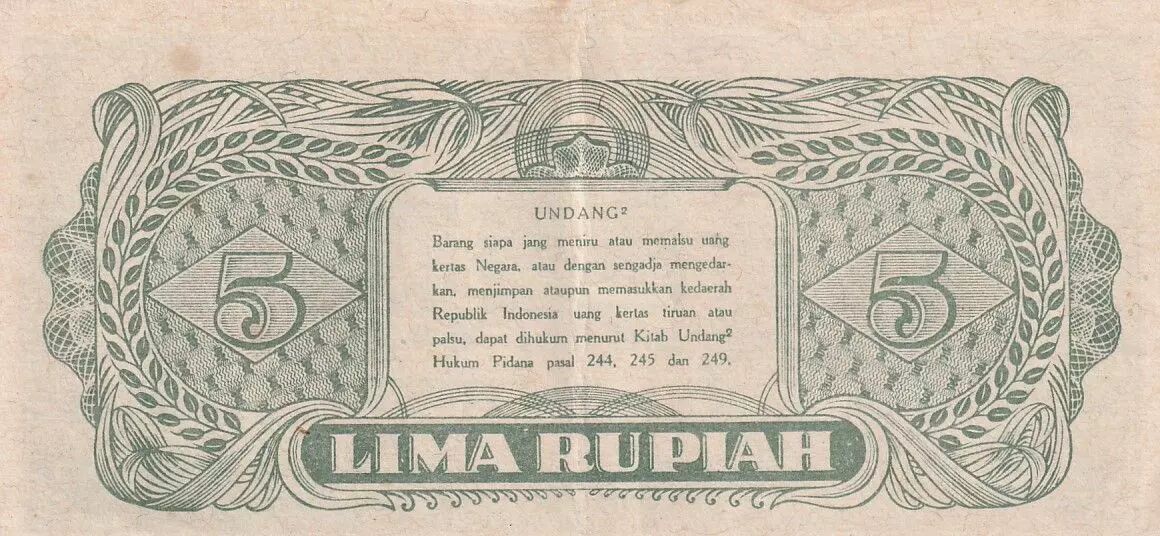 UNDANG²
Barang siapa jang meniru atau memalsu uang
kertas Negara, atau dengan sengadja mengedar-
kan, menjimpan ataupun memasukkan kedaerah
Republik Indonesia uang kertas tiruan atau
palsu, dapat dihukum menurut Kitab Undang²
Hukum Pidana pasal 244, 245 dan 249.
5
5
LIMA RUPIAH